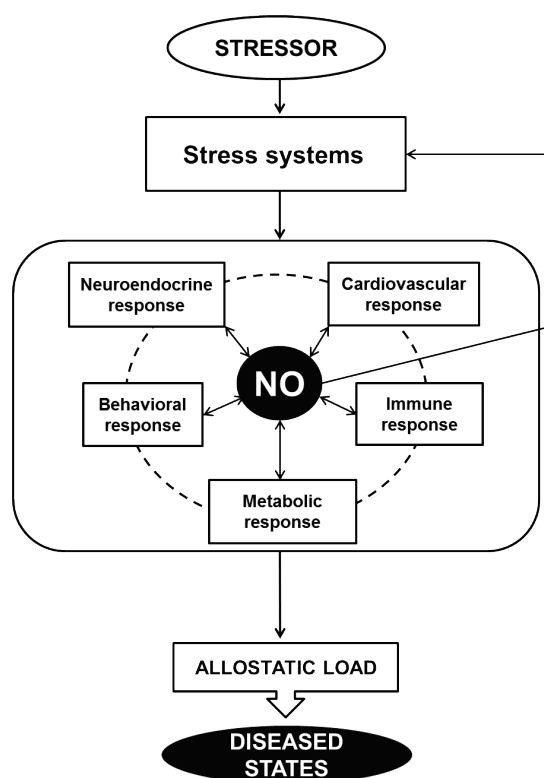 STRESSOR
Stress systems
Neuroendocrine
response
Cardiovascular
response
NO
Behavioral
response
Immune
response
Metabolic
response
ALLOSTATIC LOAD
DISEASED
STATES